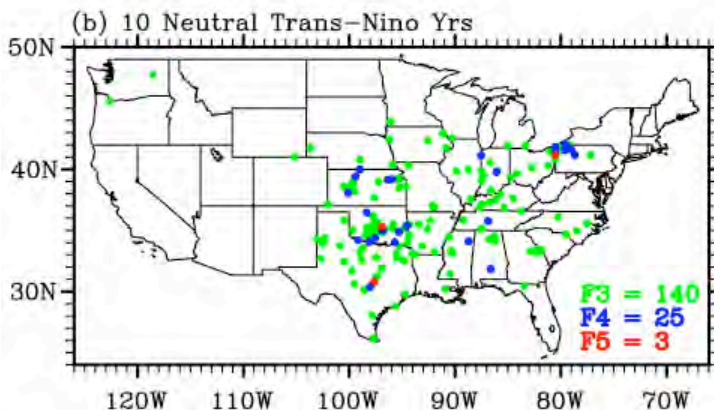 (b) 10 Neutral Trans-Nino Yrs
50N
40N
30N
F3 = 140
F4 = 25
F5 = 3
120W 110W 100W 90W 80W 70W